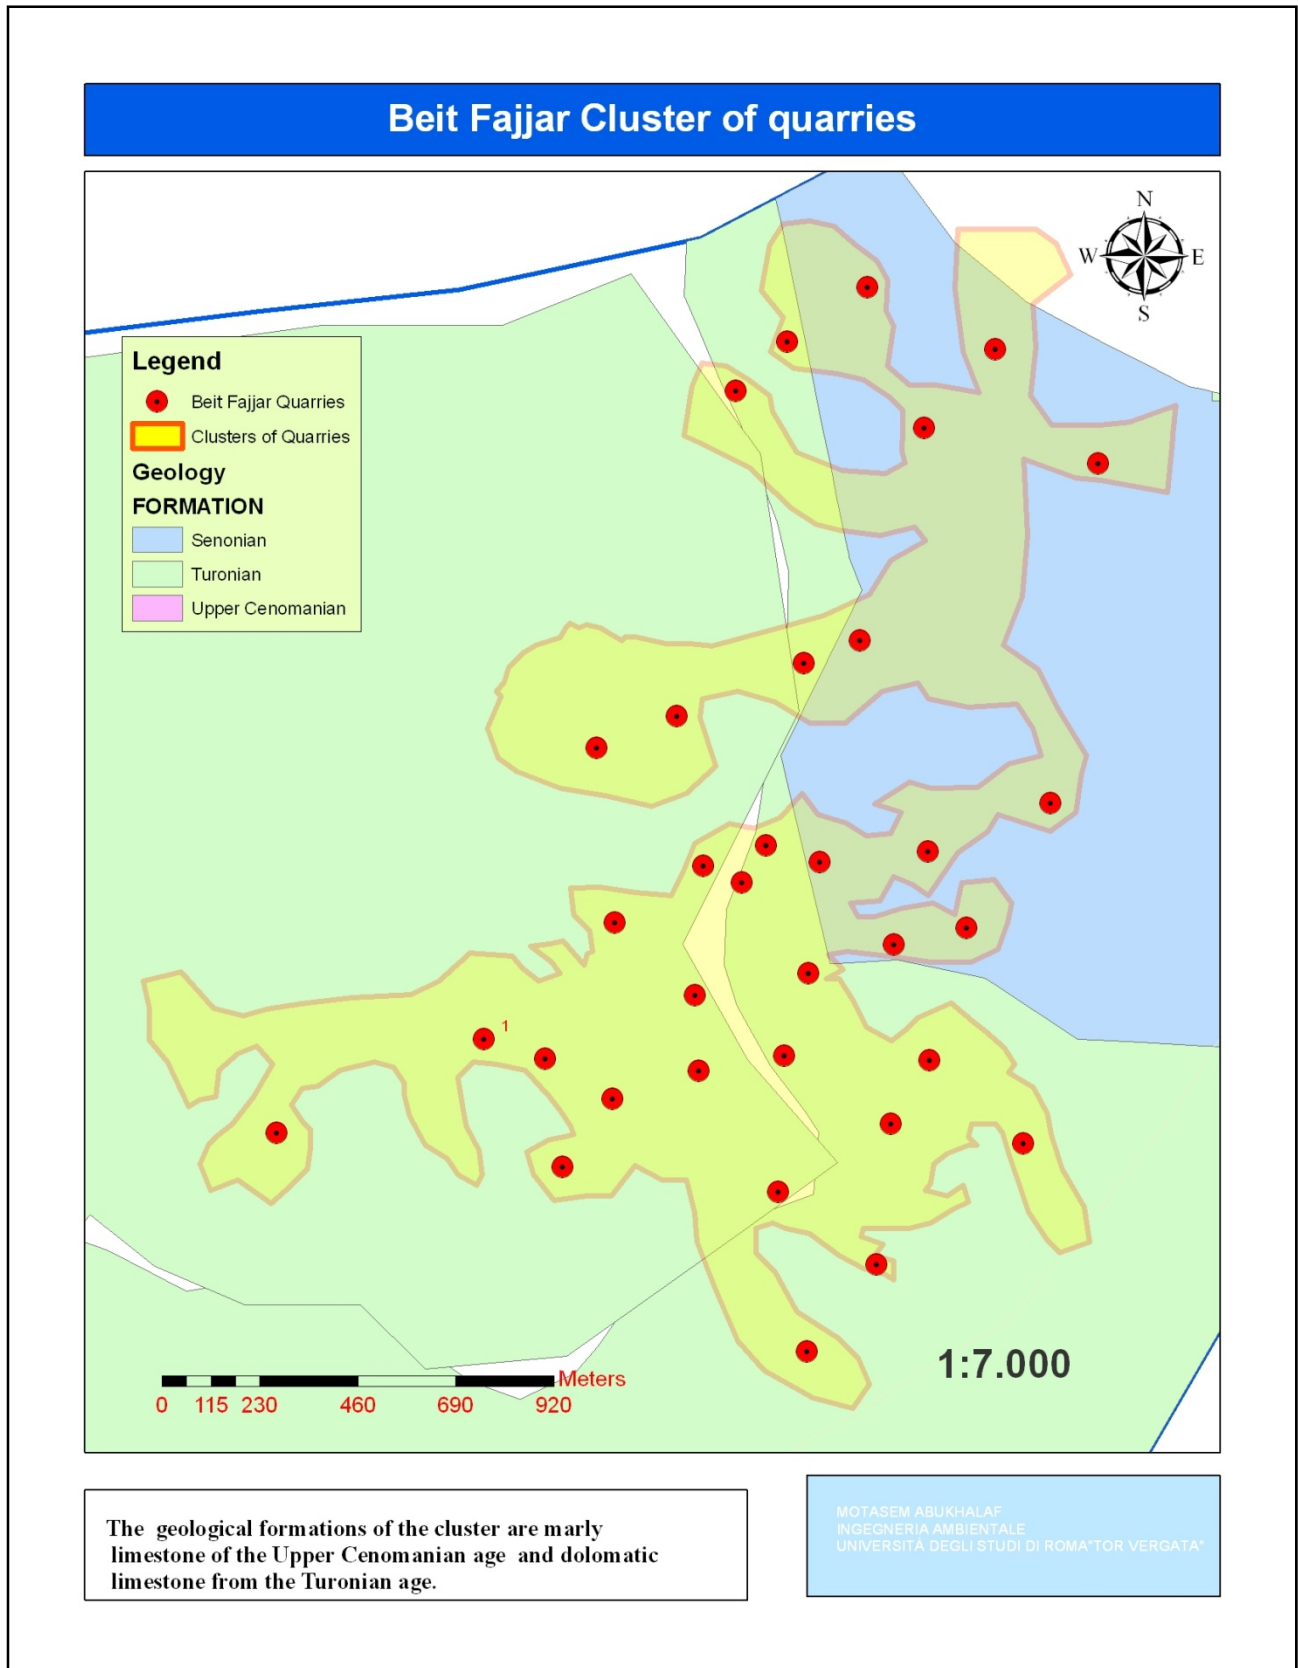 Beit Fajjar Cluster of quarries
N
W E
S
Legend
Beit Fajjar Quarries
Clusters of Quarries
Geology
FORMATION
Senonian
Turonian
Upper Cenomanian
1
1:7.000
Meters
0 115 230 460 690 920
The geological formations of the cluster are marly
limestone of the Upper Cenomanian age and dolomatic
limestone from the Turonian age.
MOTASEM ABUKHALAF
INGEGNERIA AMBIENTALE
UNIVERSITÀ DEGLI STUDI DI ROMA"TOR VERGATA"